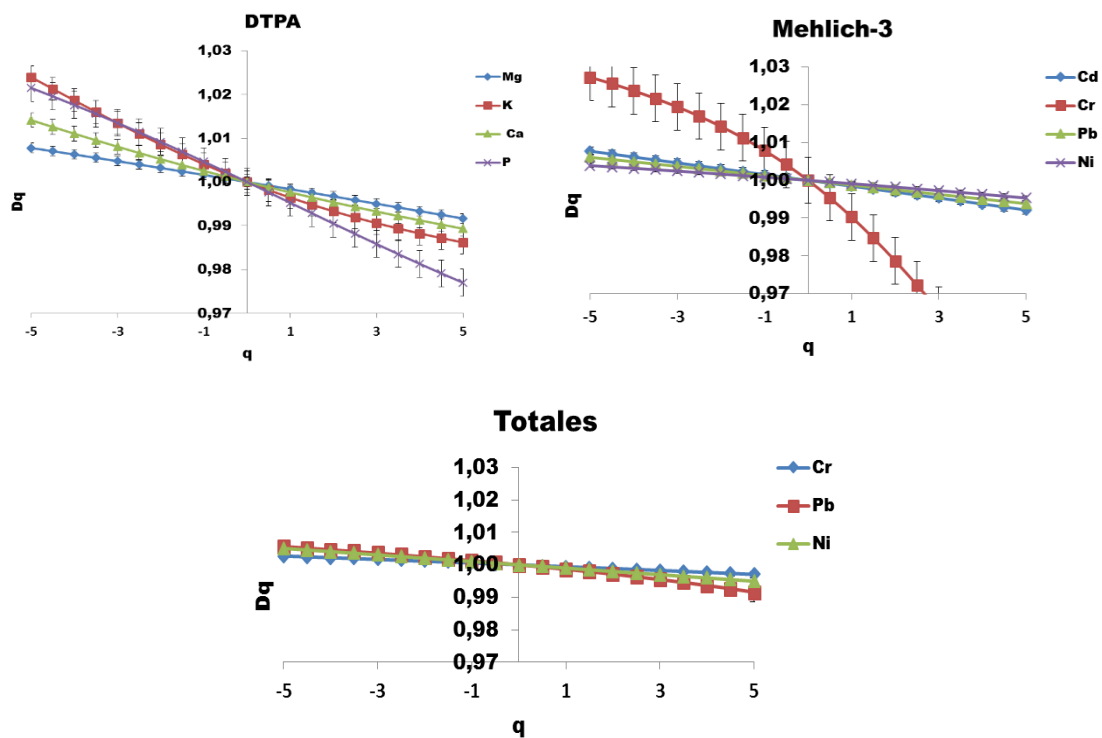 DTPA
1,03
1,02
1,01
1,00
0,99
0,98
0,97
Dq
-5 -3 -1 1 3 5
q
Mg
K
Ca
P
Mehlich-3
1,03
1,02
1,01
1,00
0,99
0,98
0,97
Dq
-5 -3 -1 1 3 5
q
Cd
Cr
Pb
Ni
Totales
1,03
1,02
1,01
1,00
0,99
0,98
0,97
Dq
-5 -3 -1 1 3 5
q
Cr
Pb
Ni